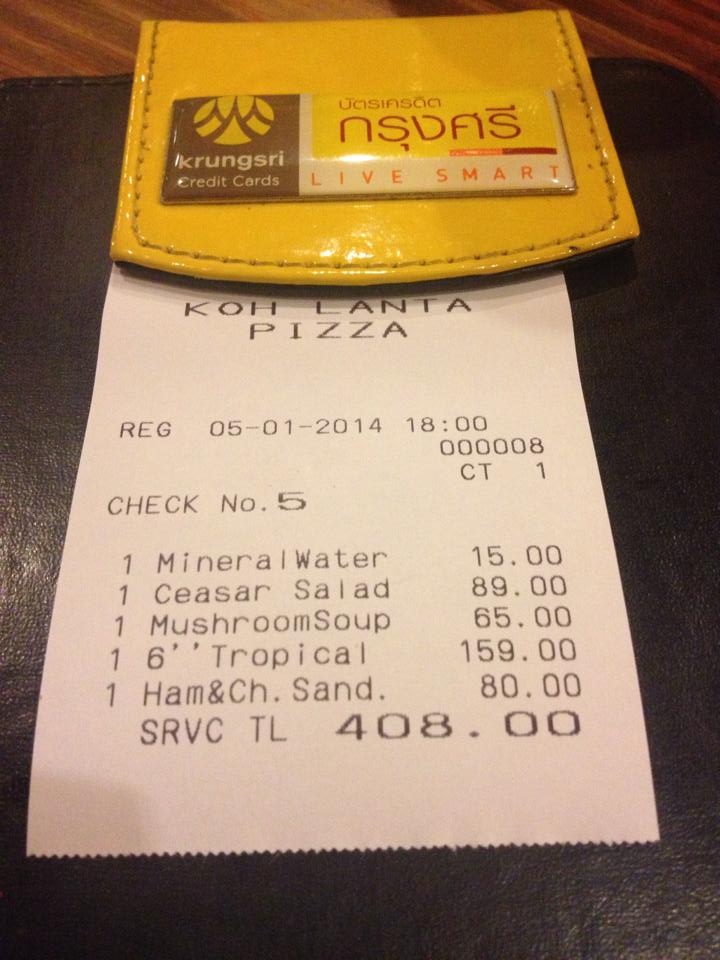 บัตรเครดิต
กรุงศรี
krungsri
Credit Cards
LIVE SMART
KOH LANTA
PIZZA
REG 05-01-2014 18:00
000008
CT 1
CHECK No.5
1 MineralWater 15.00
1 Ceasar Salad 89.00
1 MushroomSoup 65.00
1 6''Tropical 159.00
1 Ham&Ch.Sand. 80.00
SRVC TL 408.00